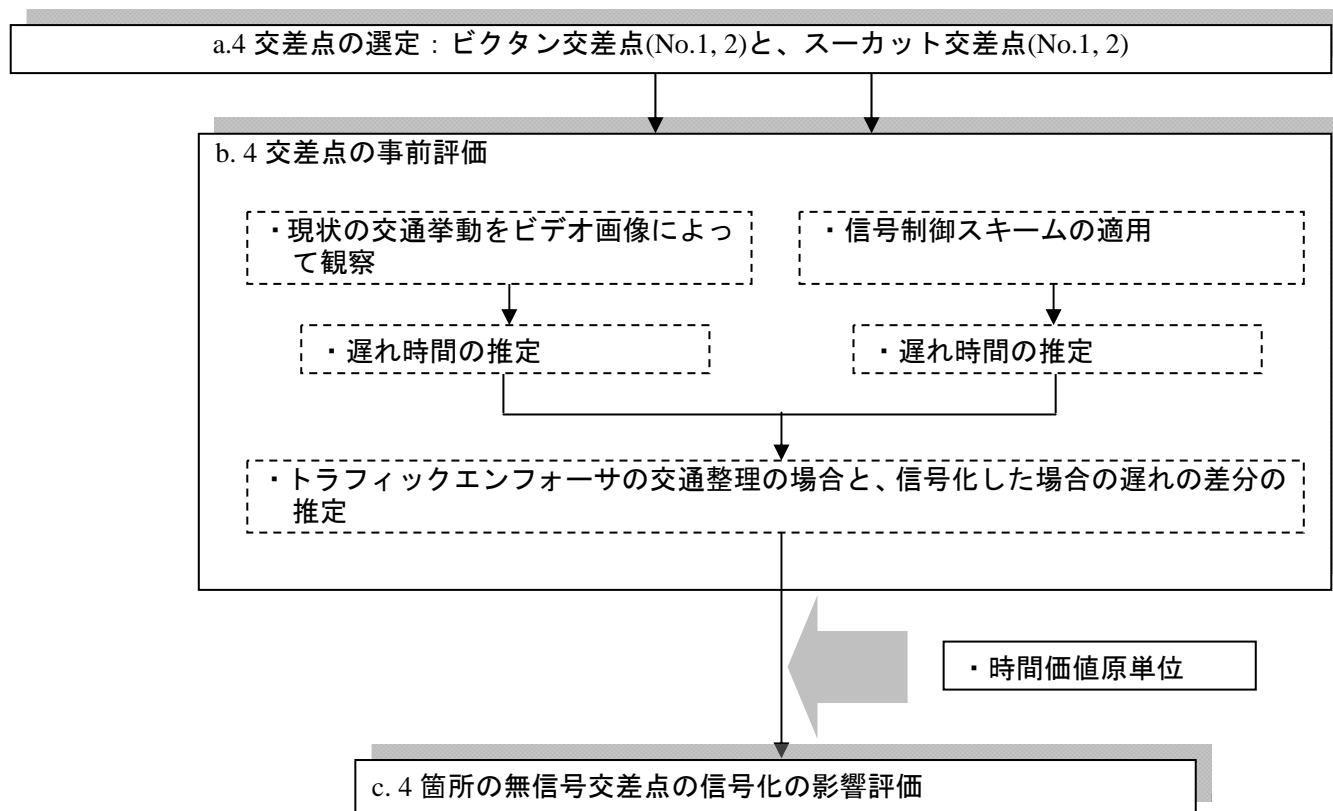 a.4 交差点の選定：ビクタン交差点(No.1, 2)と、スーカット交差点(No.1, 2)
b. 4 交差点の事前評価
・現状の交通挙動をビデオ画像によっ
て観察
・信号制御スキームの適用
・遅れ時間の推定
・遅れ時間の推定
・トラフィックエンフォーサの交通整理の場合と、信号化した場合の遅れの差分の
推定
・時間価値原単位
c. 4 箇所の無信号交差点の信号化の影響評価